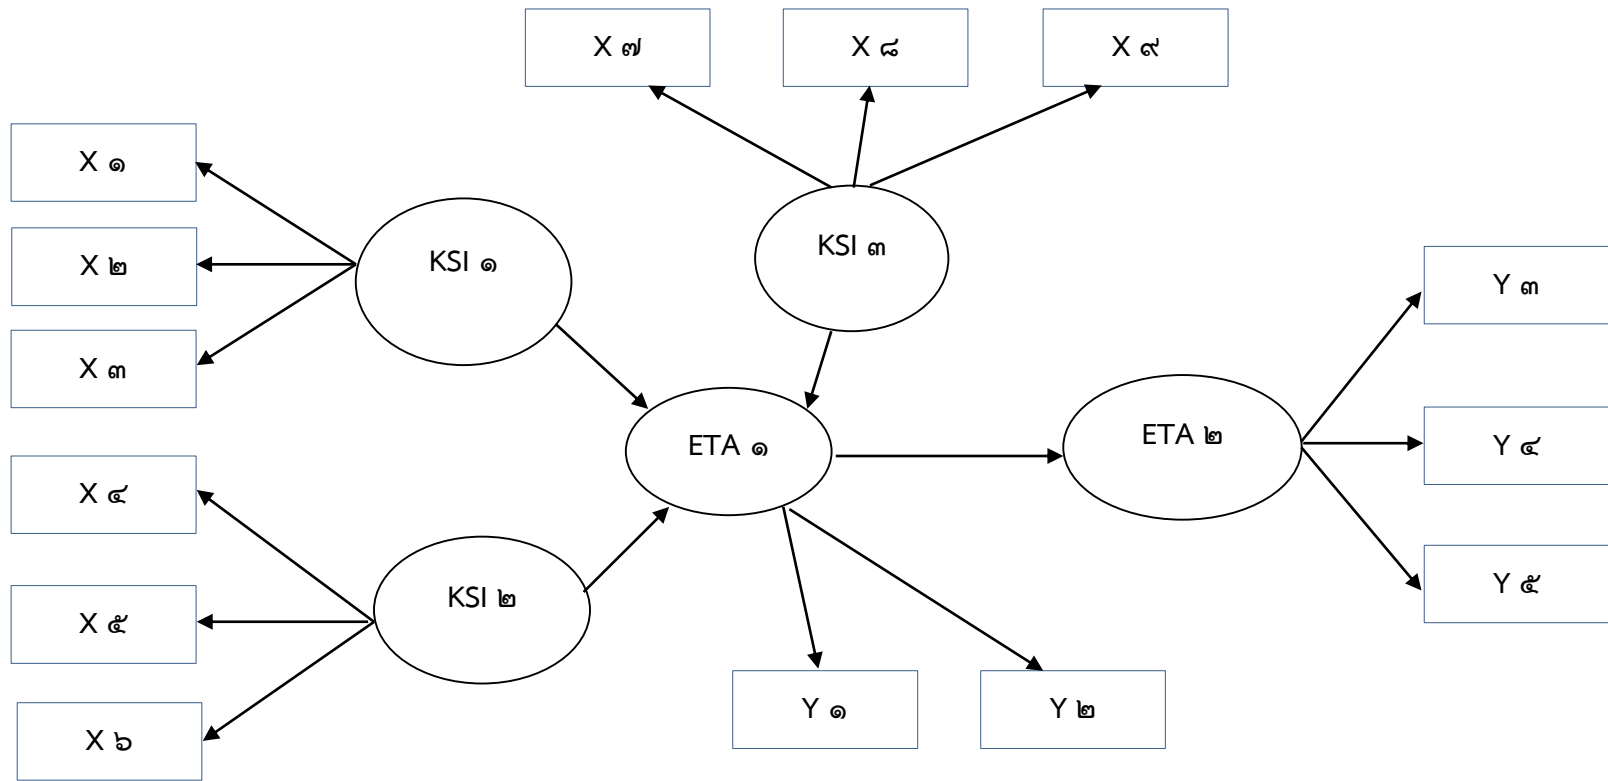 X ๗
X ๘
X ๙
X ๑
X ๒
X ๓
KSI ๑
KSI ๓
Y ๓
ETA ๑
ETA ๒
Y ๔
X ๔
X ๕
X ๖
KSI ๒
Y ๕
Y ๑
Y ๒